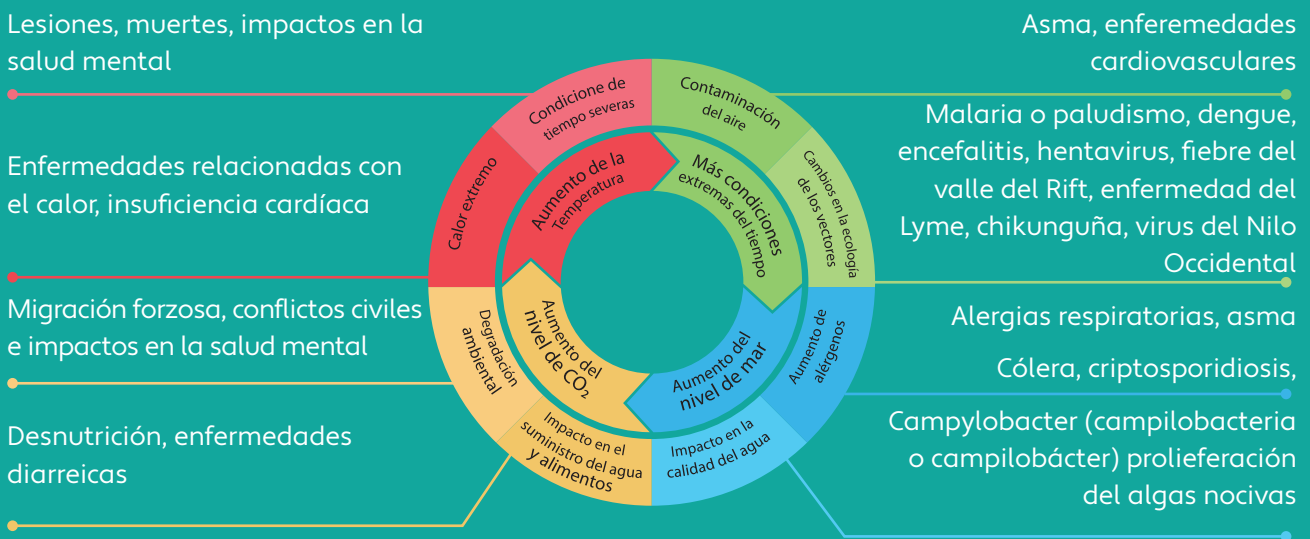 Lesiones, muertes, impactos en la
salud mental
Enfermedades relacionadas con
el calor, insuficiencia cardíaca
Migración forzosa, conflictos civiles
e impactos en la salud mental
Desnutrición, enfermedades
diarreicas
Condicione de
tiempo severas
Contaminación
del aire
Cambios en la ecología
de los vectores
Aumento de
alérgenos
Impacto en la
calidad del agua
Impacto en el
suministro del agua
y alimentos
Degradación
ambiental
Calor extremo
Aumento de la
Temperatura
Más condiciones
extremas del tiempo
Aumento del
nivel de mar
Aumento del
nivel de CO₂
Asma, enferemedades
cardiovasculares
Malaria o paludismo, dengue,
encefalitis, hentavirus, fiebre del
valle del Rift, enfermedad del
Lyme, chikunguña, virus del Nilo
Occidental
Alergias respiratorias, asma
Cólera, criptosporidiosis,
Campylobacter (campilobacteria
o campilobácter) prolieferación
del algas nocivas